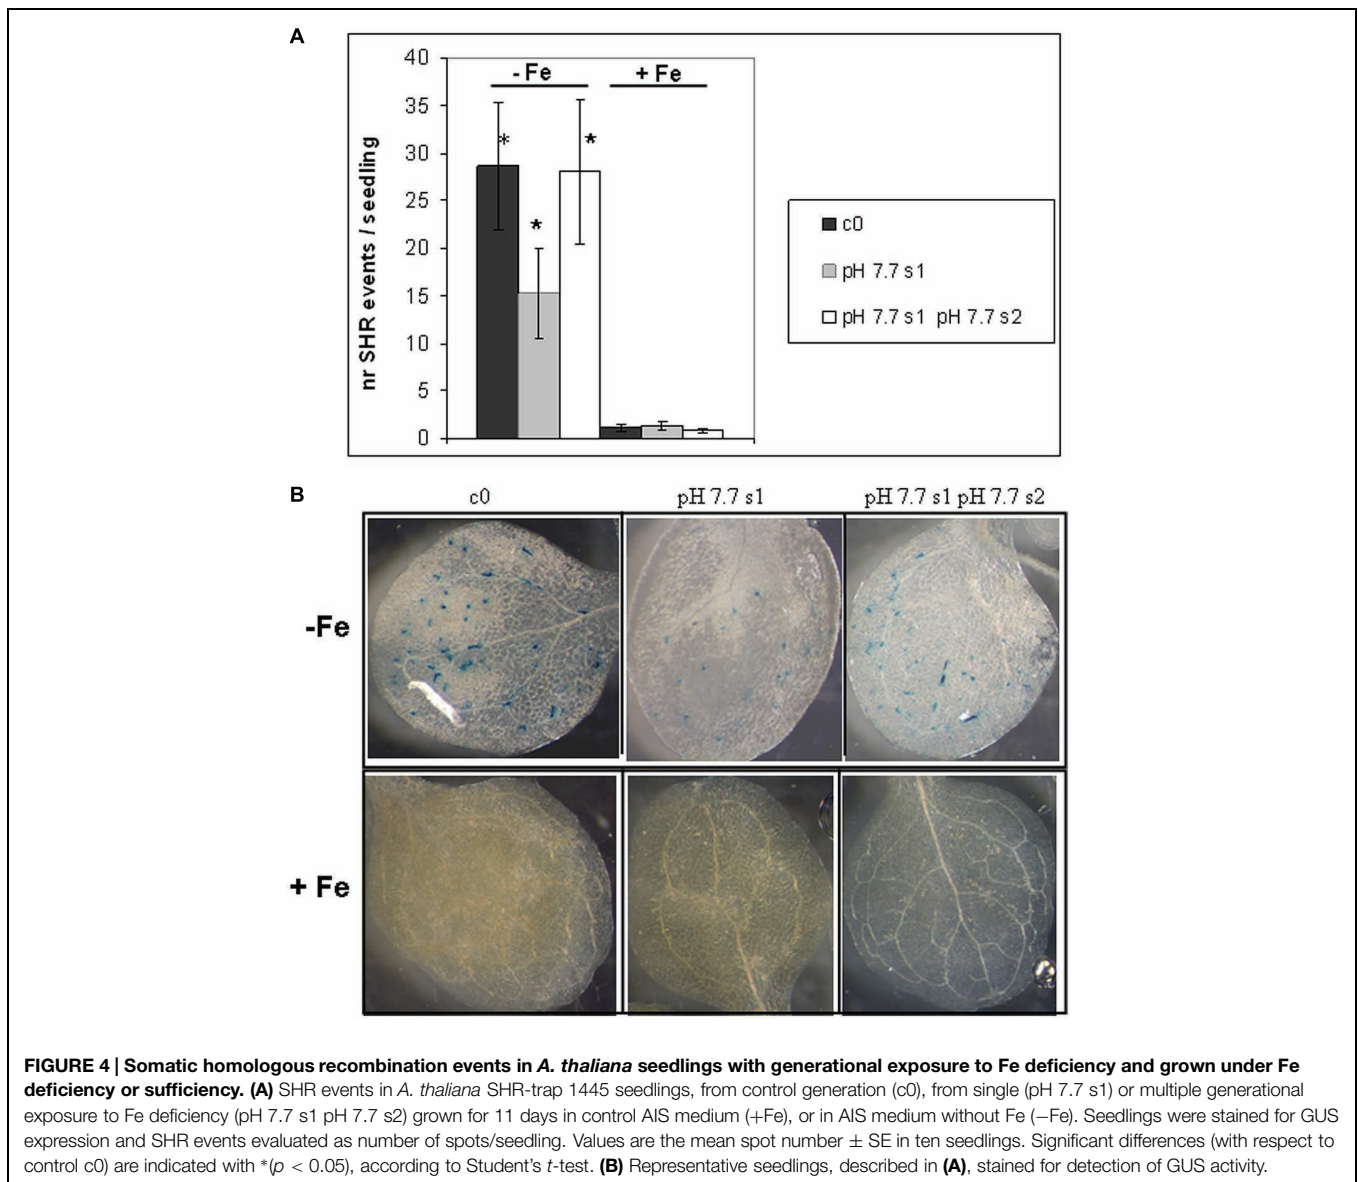 A
40
35
30
25
20
15
10
5
0
nr SHR events / seedling
- Fe
+ Fe
*
*
*
c0
pH 7.7 s1
pH 7.7 s1 pH 7.7 s2
B
c0
pH 7.7 s1
pH 7.7 s1 pH 7.7 s2
-Fe
+ Fe
FIGURE 4 | Somatic homologous recombination events in A. thaliana seedlings with generational exposure to Fe deficiency and grown under Fe
deficiency or sufficiency. (A) SHR events in A. thaliana SHR-trap 1445 seedlings, from control generation (c0), from single (pH 7.7 s1) or multiple generational
exposure to Fe deficiency (pH 7.7 s1 pH 7.7 s2) grown for 11 days in control AIS medium (+Fe), or in AIS medium without Fe (−Fe). Seedlings were stained for GUS
expression and SHR events evaluated as number of spots/seedling. Values are the mean spot number ± SE in ten seedlings. Significant differences (with respect to
control c0) are indicated with *(p < 0.05), according to Student's t-test. (B) Representative seedlings, described in (A), stained for detection of GUS activity.